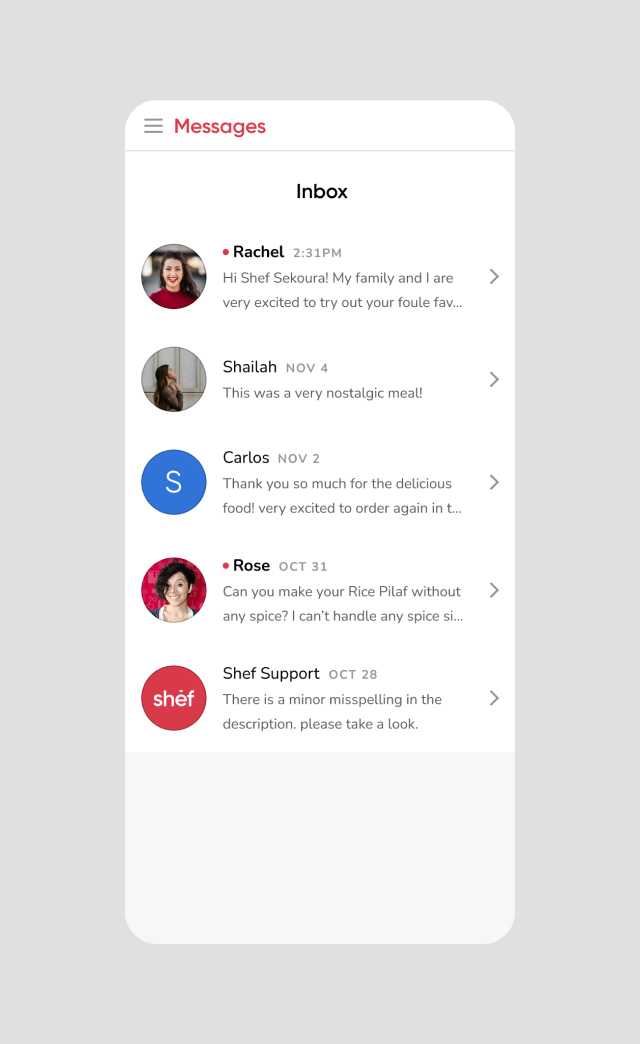 Messages
Inbox
Rachel 2:31PM
Hi Shef Sekoura! My family and I are
very excited to try out your foule fav...
Shailah NOV 4
This was a very nostalgic meal!
S
Carlos NOV 2
Thank you so much for the delicious
food! very excited to order again in t...
Rose OCT 31
Can you make your Rice Pilaf without
any spice? I can't handle any spice si...
shef
Shef Support OCT 28
There is a minor misspelling in the
description. please take a look.